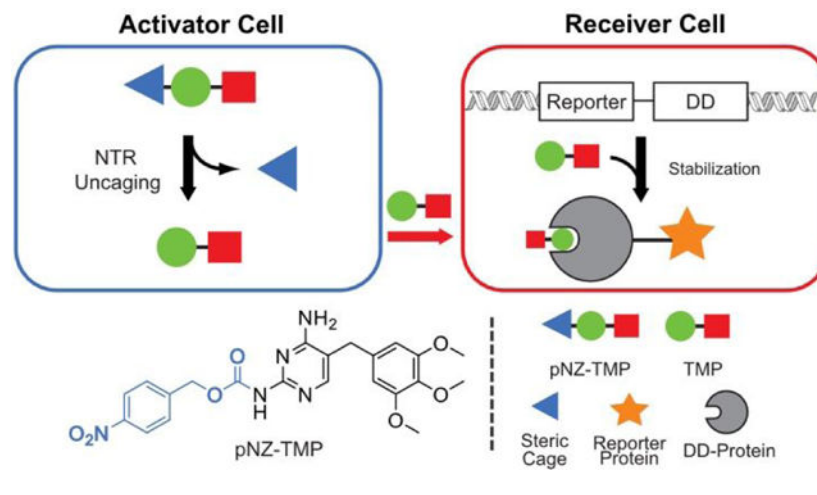 Activator Cell
Receiver Cell
NTR
Uncaging
Reporter
DD
Stabilization
NH₂
N
N
N
H
O
O
O
O
O
O₂N
pNZ-TMP
pNZ-TMP
TMP
Steric
Cage
Reporter
Protein
DD-Protein